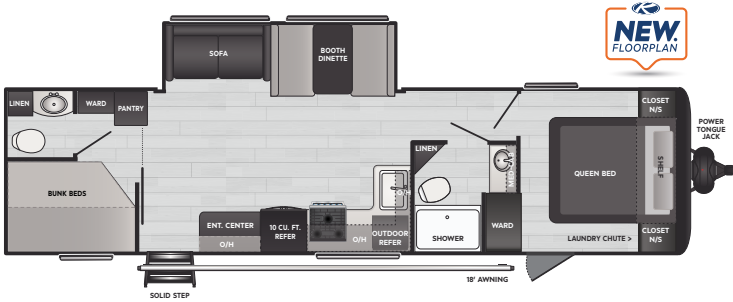 NEW.
FLOORPLAN
SOFA
BOOTH
DINETTE
LINEN
WARD
PANTRY
CLOSET
N/S
POWER
TONGUE
JACK
LINEN
BUNK BEDS
QUEEN BED
SHELF
ENT. CENTER
O/H
10 CU. FT.
REFER
O/H
OUTDOOR
REFER
SHOWER
WARD
CLOSET
N/S
LAUNDRY CHUTE >
18' AWNING
SOLID STEP